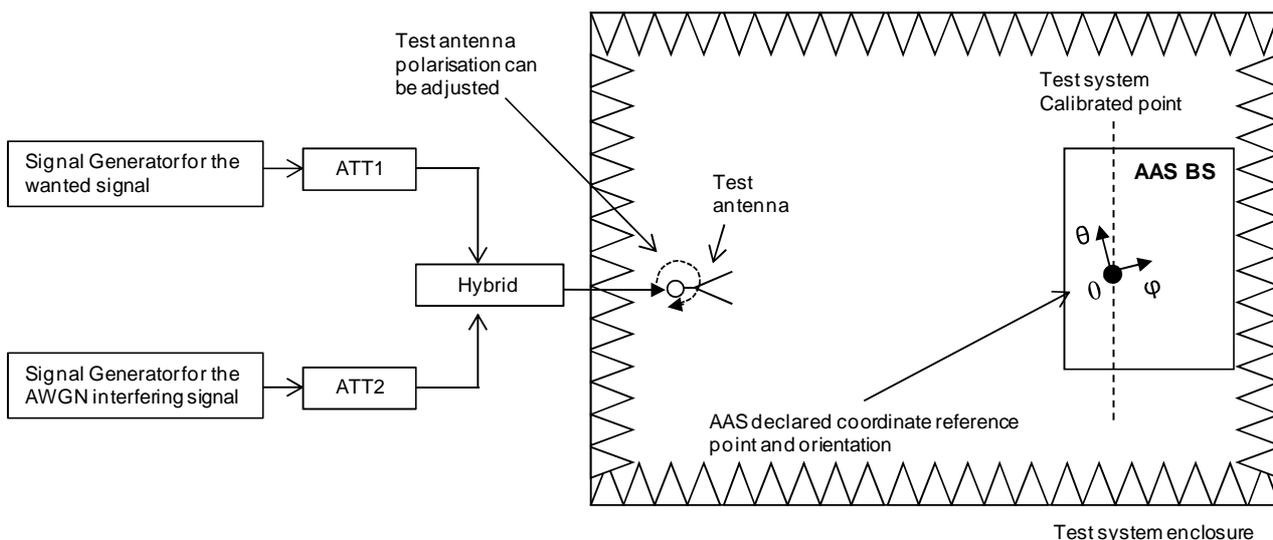 Test antenna
polarisation can
be adjusted
Test system
Calibrated point
Signal Generator for the
wanted signal
ATT1
AAS BS
Test
antenna
θ
Hybrid
0
φ
Signal Generator for the
AWGN interfering signal
ATT2
AAS declared coordinate reference
point and orientation
Test system enclosure